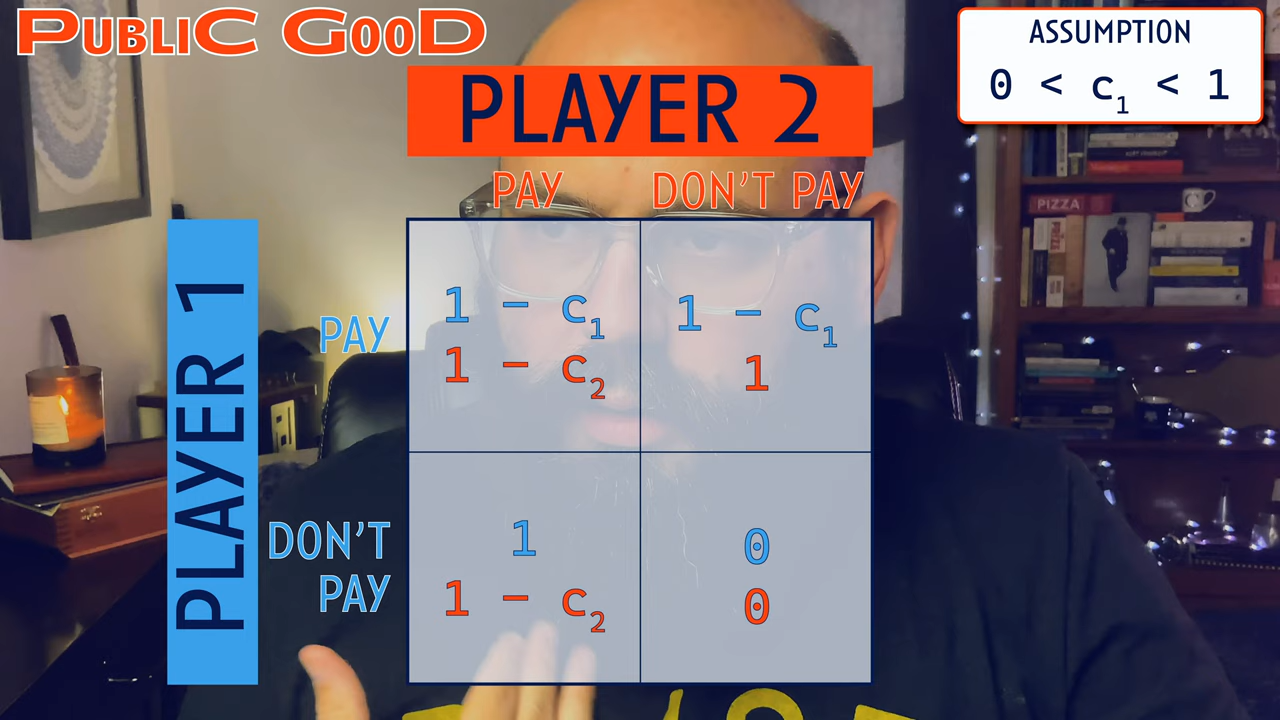 PUBLIC GOOD
ASSUMPTION
0 < c₁ < 1
PLAYER 2
PAY DON'T PAY
PLAYER 1
PAY
1 – c₁
1 – c₂
1 – c₁
1
DON'T
PAY
1
1 – c₂
0
0
PIZZA